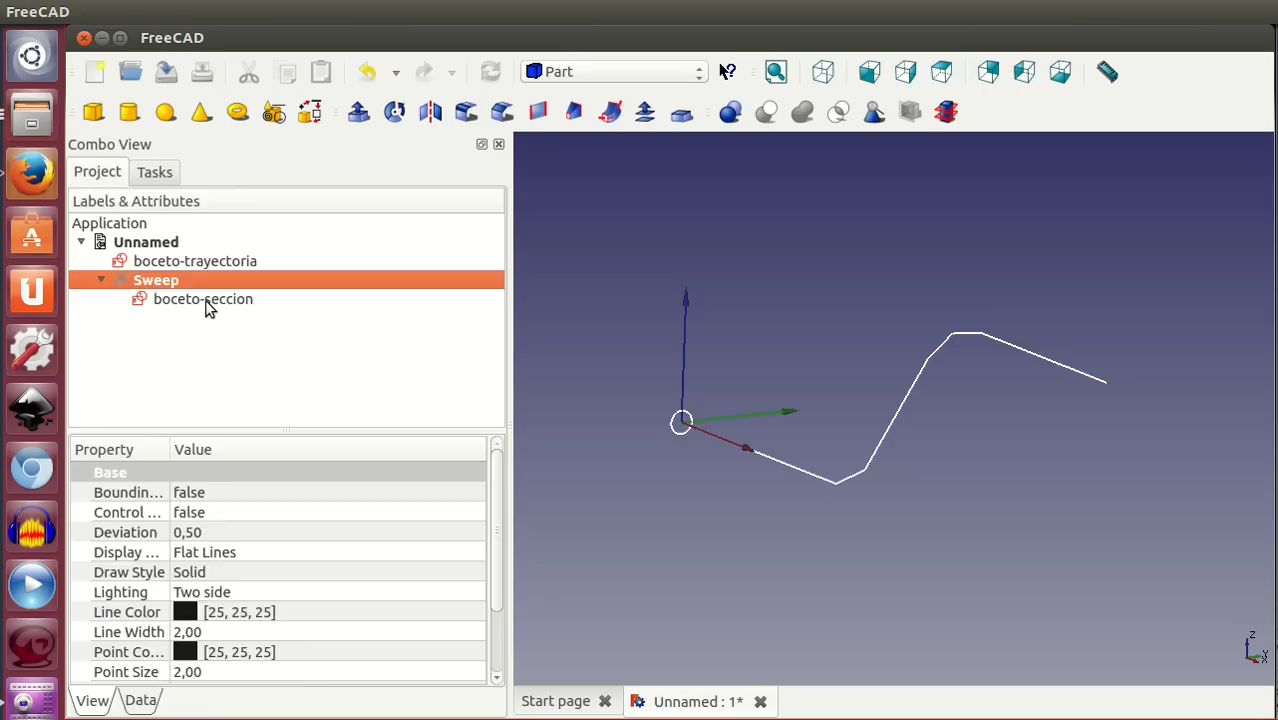 FreeCAD
FreeCAD
Part
Combo View
Project
Tasks
Labels & Attributes
Application
Unnamed
boceto-trayectoria
Sweep
boceto-seccion
Property Value
Base
Boundin... false
Control ... false
Deviation 0,50
Display ... Flat Lines
Draw Style Solid
Lighting Two side
Line Color [25, 25, 25]
Line Width 2,00
Point Co... [25, 25, 25]
Point Size 2,00
View
Data
Start page
Unnamed : 1*
Z
Y
X